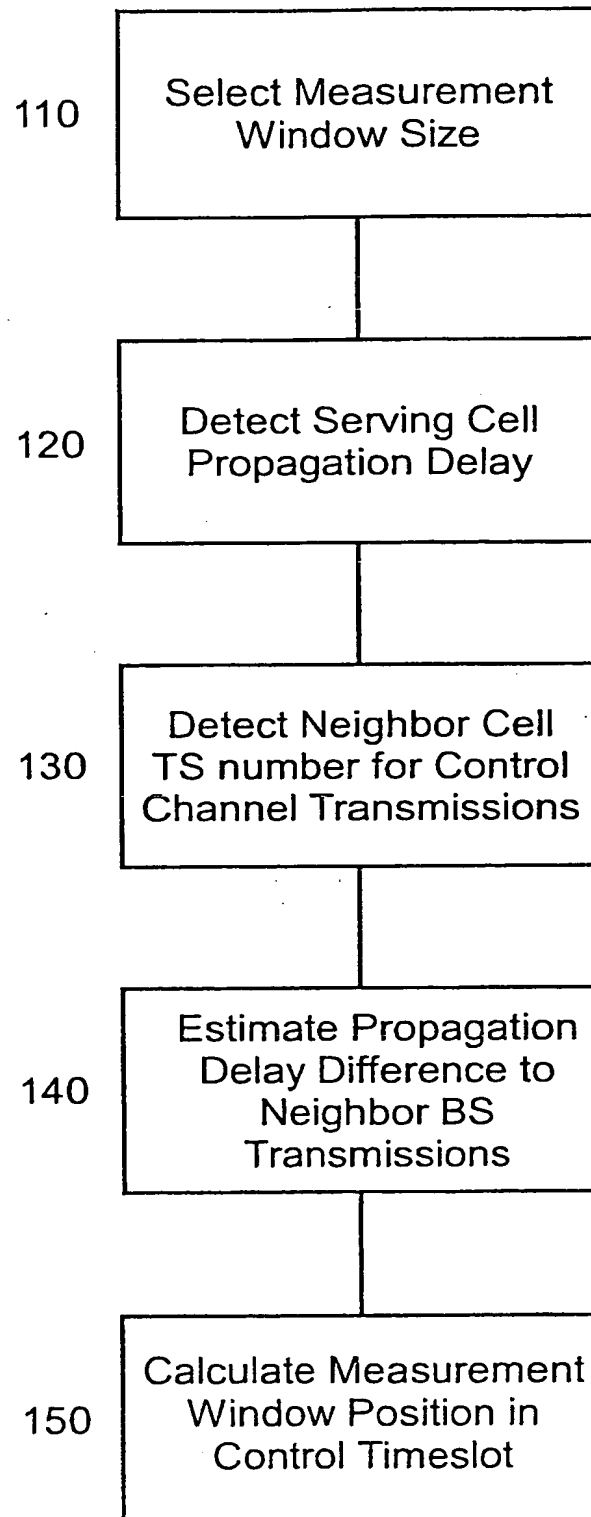 110
Select Measurement
Window Size
120
Detect Serving Cell
Propagation Delay
130
Detect Neighbor Cell
TS number for Control
Channel Transmissions
140
Estimate Propagation
Delay Difference to
Neighbor BS
Transmissions
150
Calculate Measurement
Window Position in
Control Timeslot